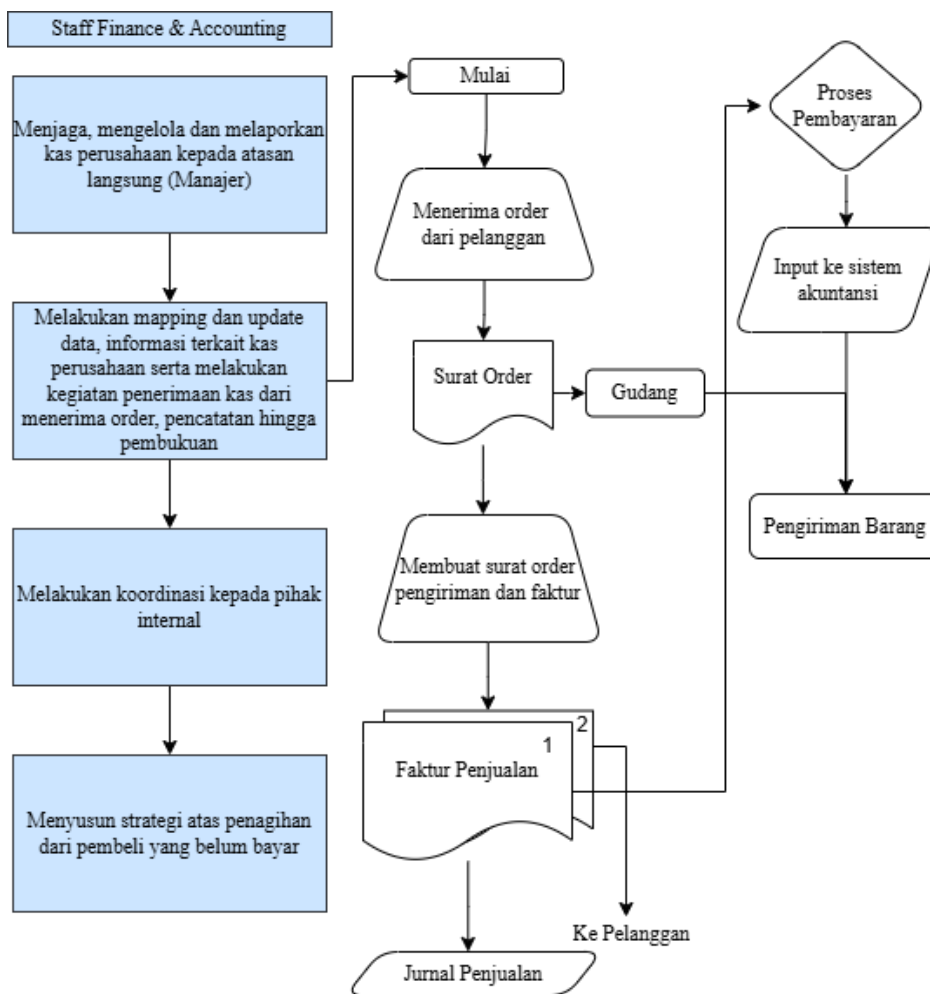 Staff Finance & Accounting
Menjaga, mengelola dan melaporkan
kas perusahaan kepada atasan
langsung (Manajer)
Melakukan mapping dan update
data, informasi terkait kas
perusahaan serta melakukan
kegiatan penerimaan kas dari
menerima order, pencatatan hingga
pembukuan
Melakukan koordinasi kepada pihak
internal
Menyusun strategi atas penagihan
dari pembeli yang belum bayar
Mulai
Menerima order
dari pelanggan
Surat Order
Gudang
Membuat surat order
pengiriman dan faktur
2
1
Faktur Penjualan
Ke Pelanggan
Jurnal Penjualan
Proses
Pembayaran
Input ke sistem
akuntansi
Pengiriman Barang